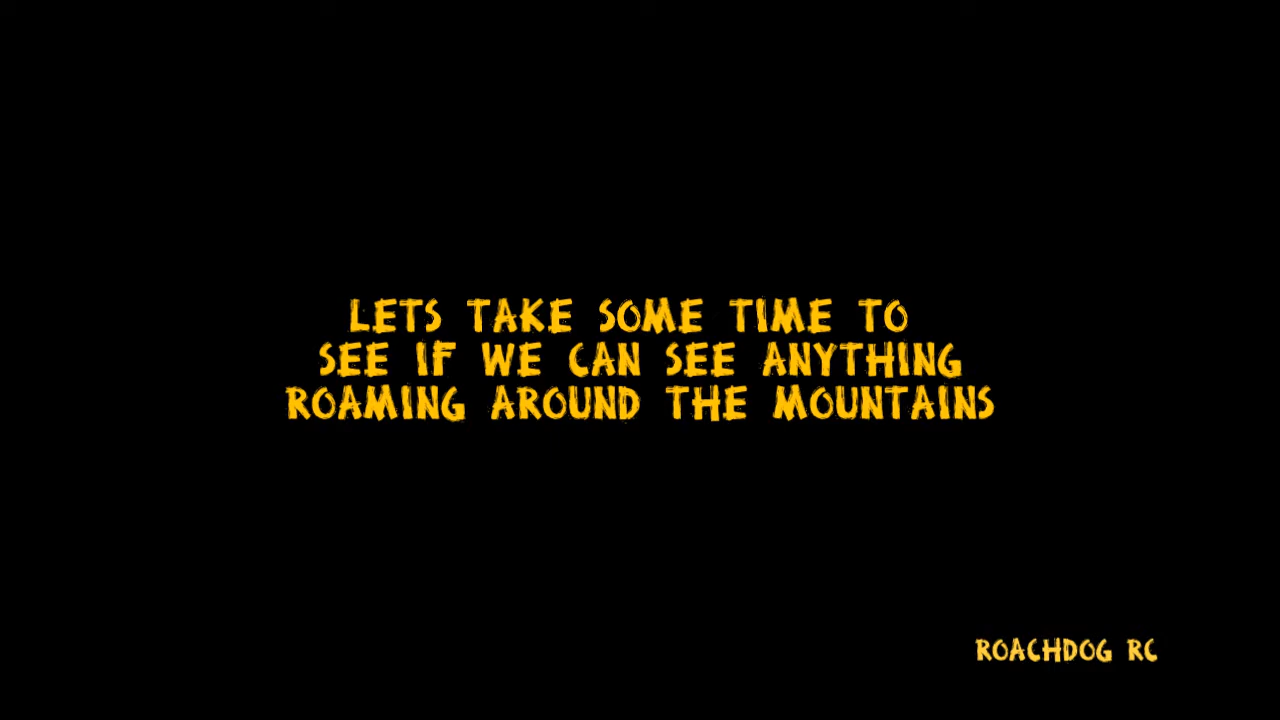 LETS TAKE SOME TIME TO
SEE IF WE CAN SEE ANYTHING
ROAMING AROUND THE MOUNTAINS
ROACHDOG RC